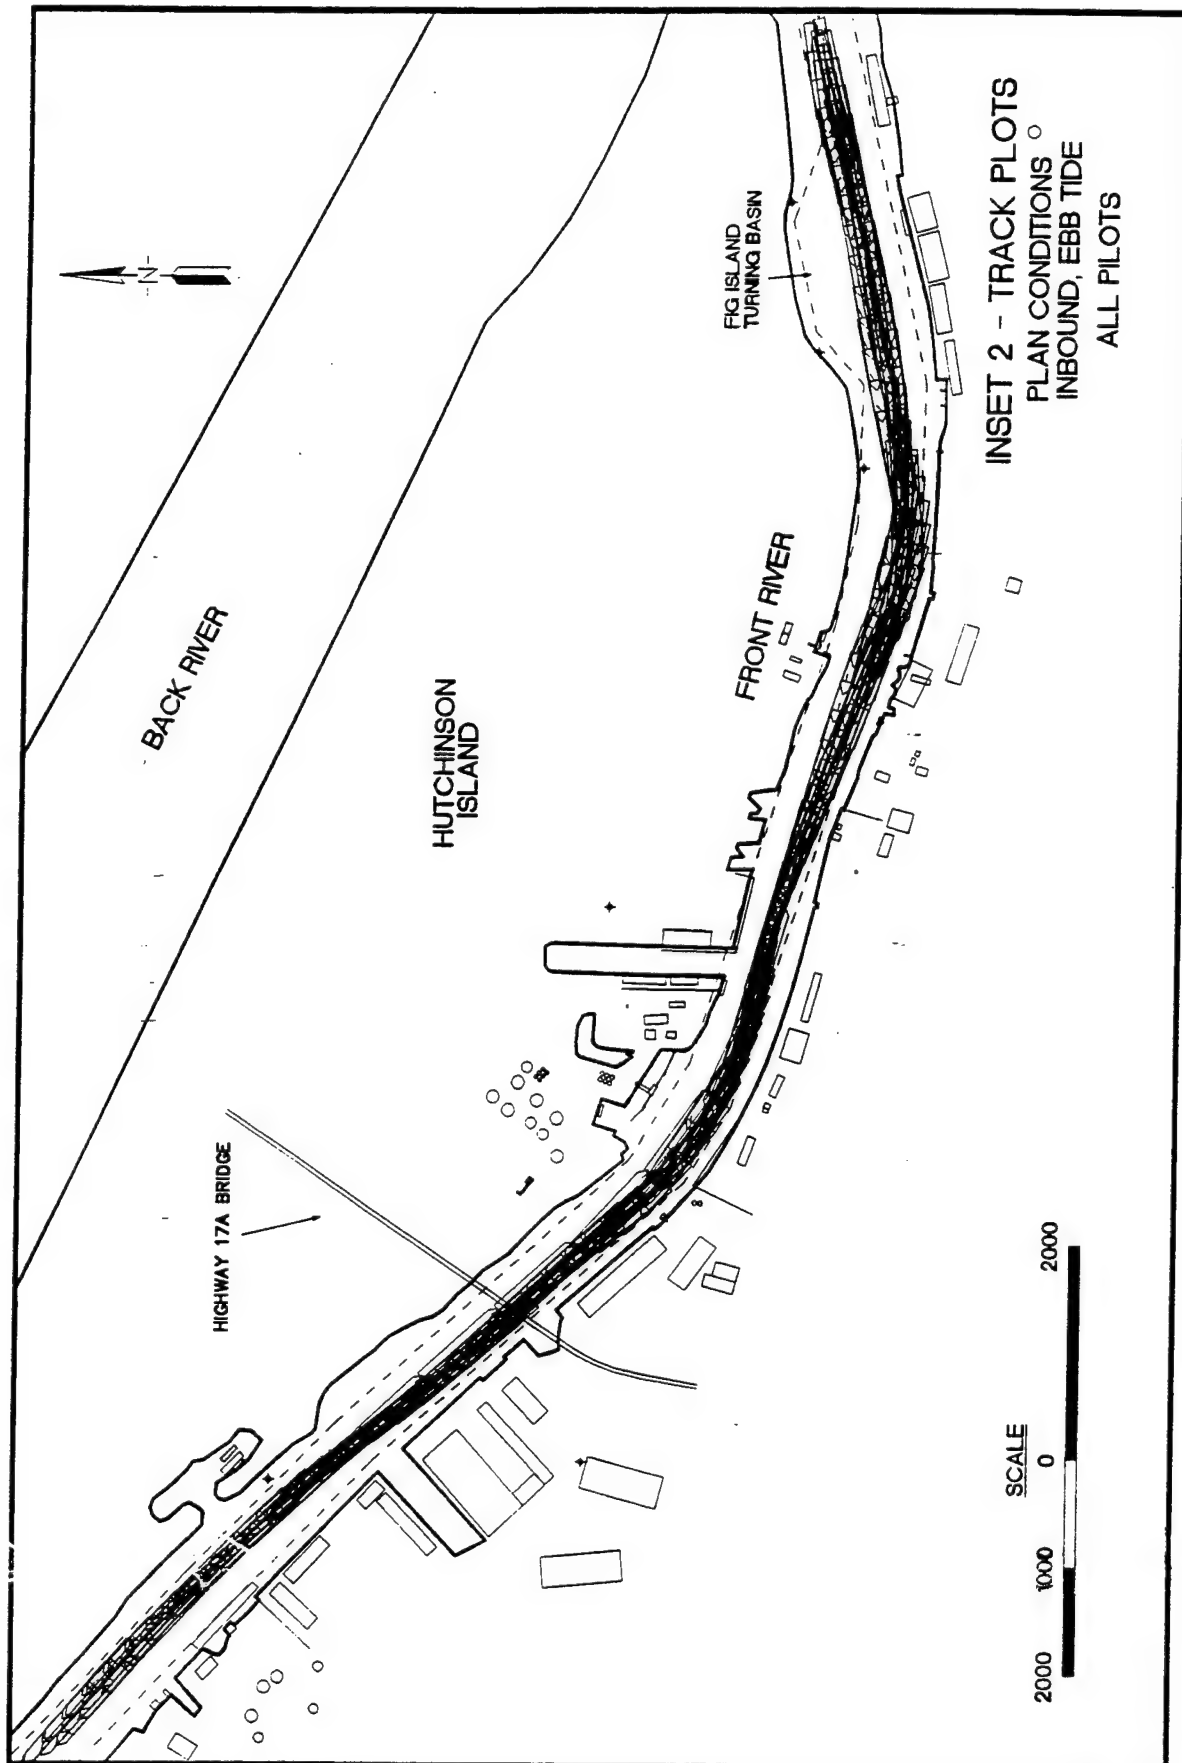 -N-
BACK RIVER
HUTCHINSON
ISLAND
FRONT RIVER
FIG ISLAND
TURNING BASIN
HIGHWAY 17A BRIDGE
INSET 2 - TRACK PLOTS
PLAN CONDITIONS
INBOUND, EBB TIDE
ALL PILOTS
SCALE
2000 1000 0 2000